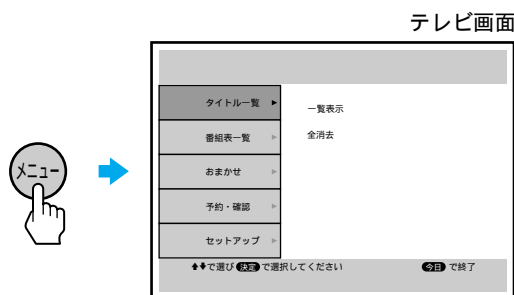 テレビ画面
メニュー
タイトル一覧
一覧表示
番組表一覧
全消去
おまかせ
予約・確認
セットアップ
で選び 決定 で選択してください
今日 で終了